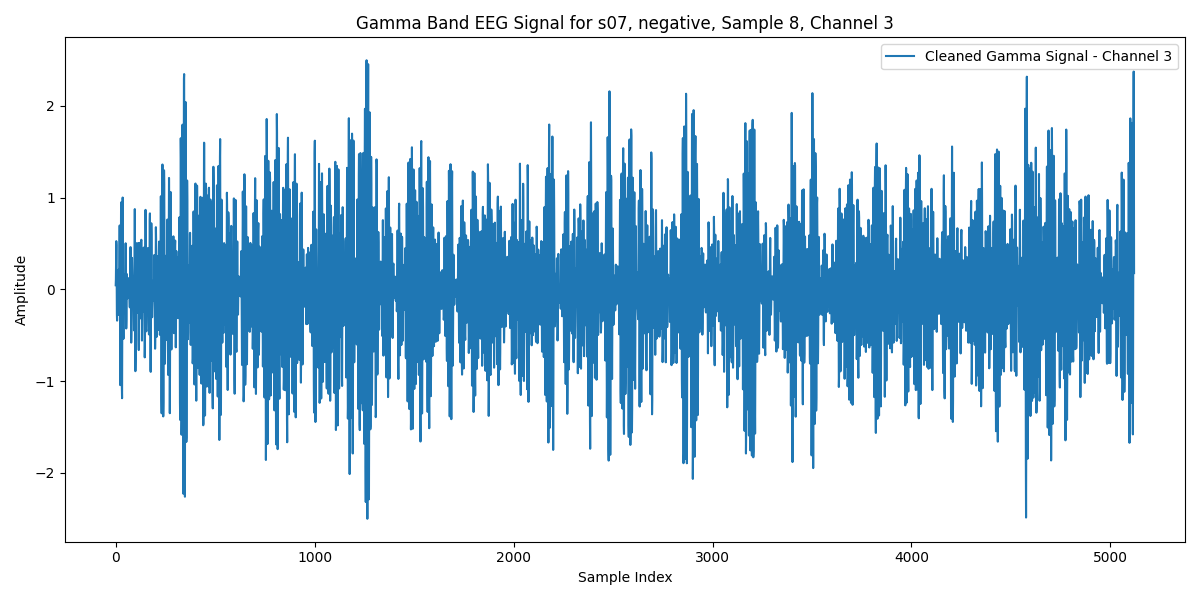 Gamma Band EEG Signal for s07, negative, Sample 8, Channel 3
Cleaned Gamma Signal - Channel 3
Amplitude
2
1
0
−1
−2
0 1000 2000 3000 4000 5000
Sample Index